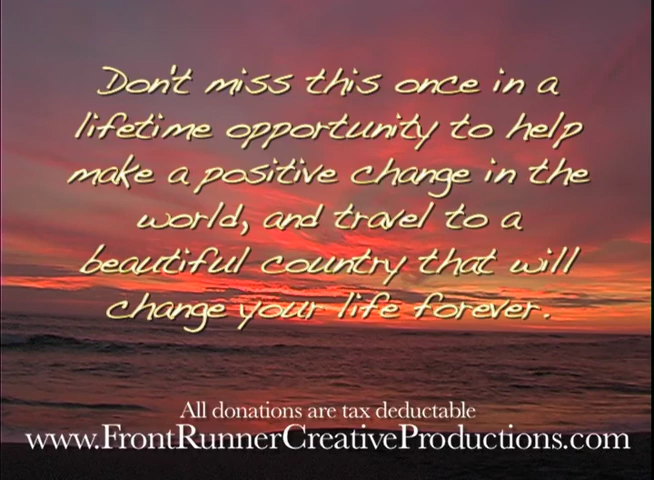 Don't miss this once in a
lifetime opportunity to help
make a positive change in the
world, and travel to a
beautiful country that will
change your life forever.
All donations are tax deductable
www.FrontRunnerCreativeProductions.com